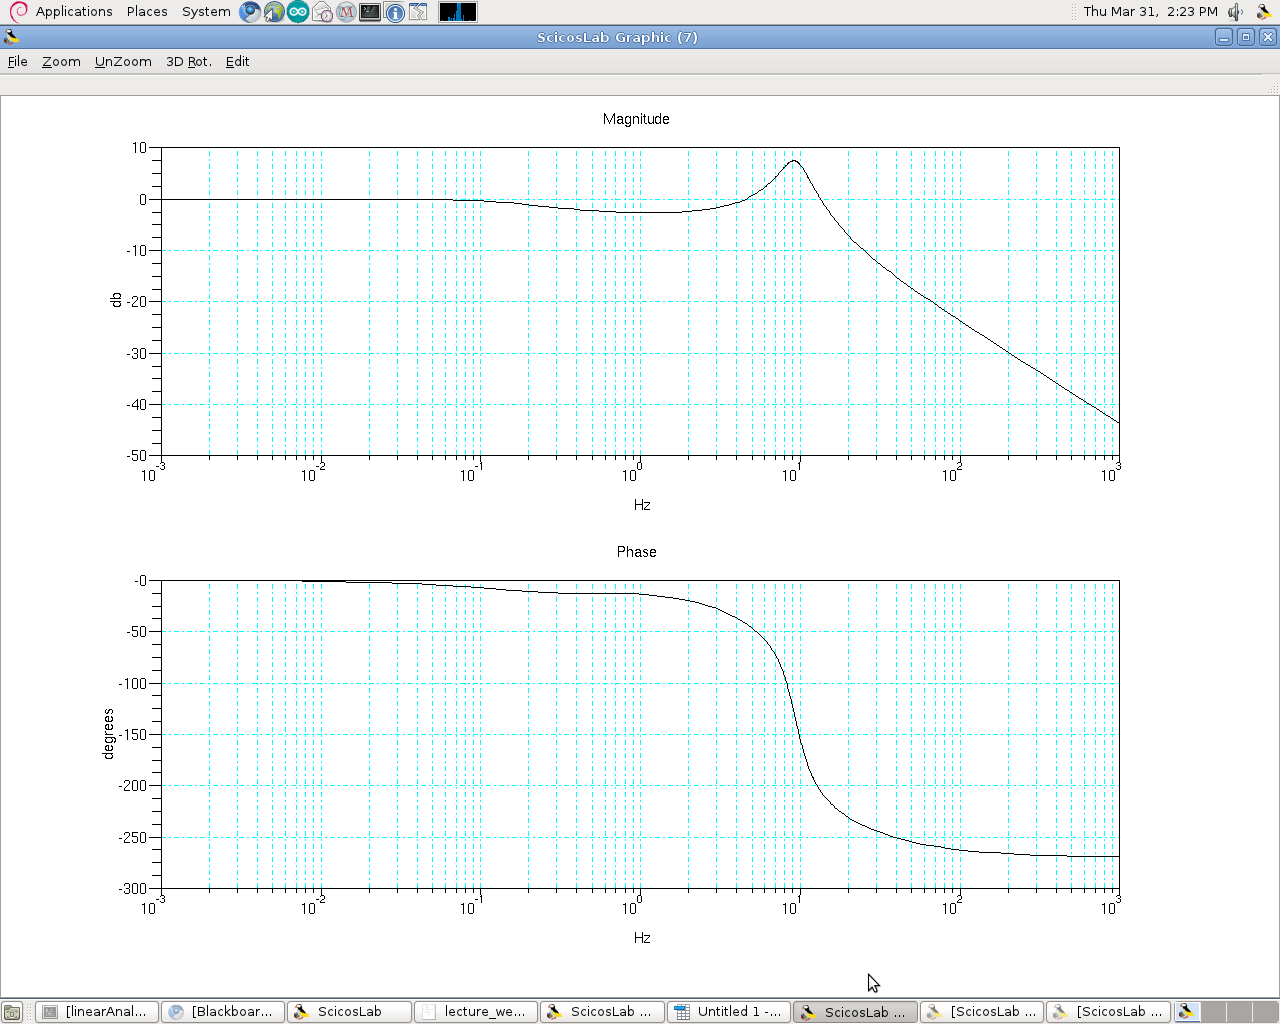 Applications Places System Thu Mar 31, 2:23 PM
ScicosLab Graphic (7)
File Zoom UnZoom 3D Rot. Edit
Magnitude
10
0
-10
-20
-30
-40
-50
db
10^-3 10^-2 10^-1 10^0 10^1 10^2 10^3
Hz
Phase
-0
-50
-100
-150
-200
-250
-300
degrees
10^-3 10^-2 10^-1 10^0 10^1 10^2 10^3
Hz
[linearAnal... [Blackboar... ScicosLab lecture_we... ScicosLab ... Untitled 1 -... ScicosLab ... [ScicosLab ... [ScicosLab ...